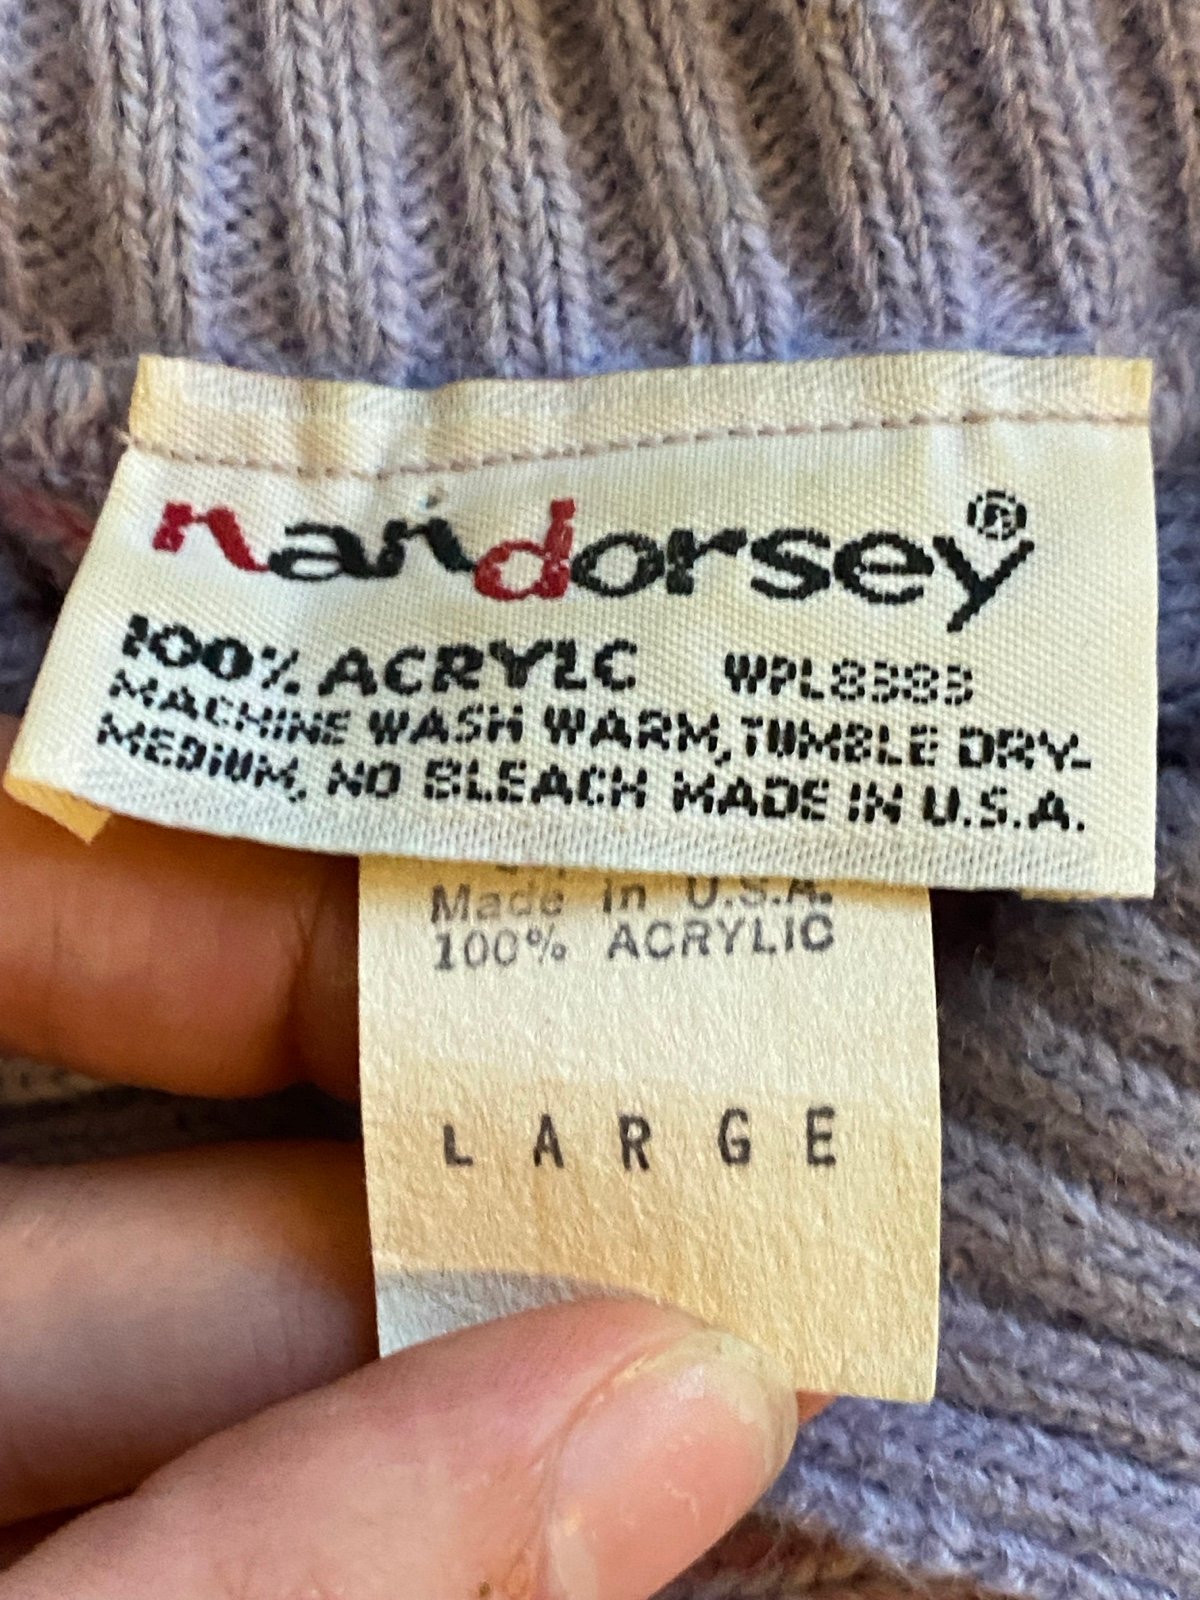 nandorsey®
100% ACRYLC WPL8383
MACHINE WASH WARM, TUMBLE DRY-
MEDIUM, NO BLEACH MADE IN U.S.A.
Made in U.S.A.
100% ACRYLIC
LARGE